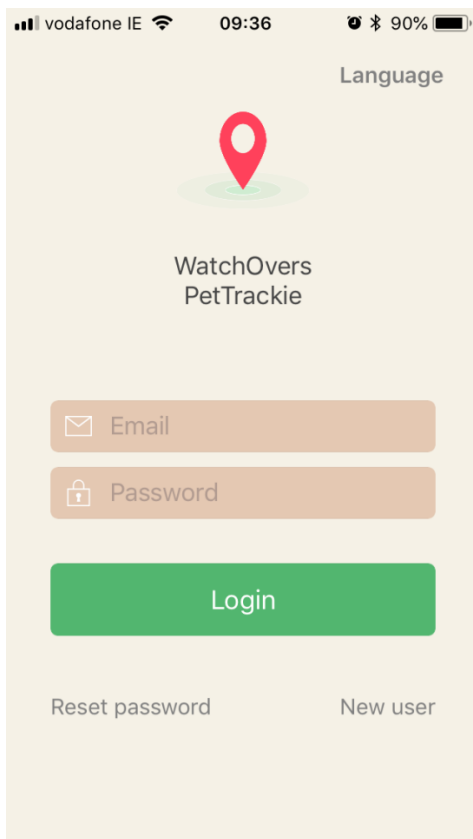 vodafone IE 09:36 90%
Language
WatchOvers
PetTrackie
Email
Password
Login
Reset password New user